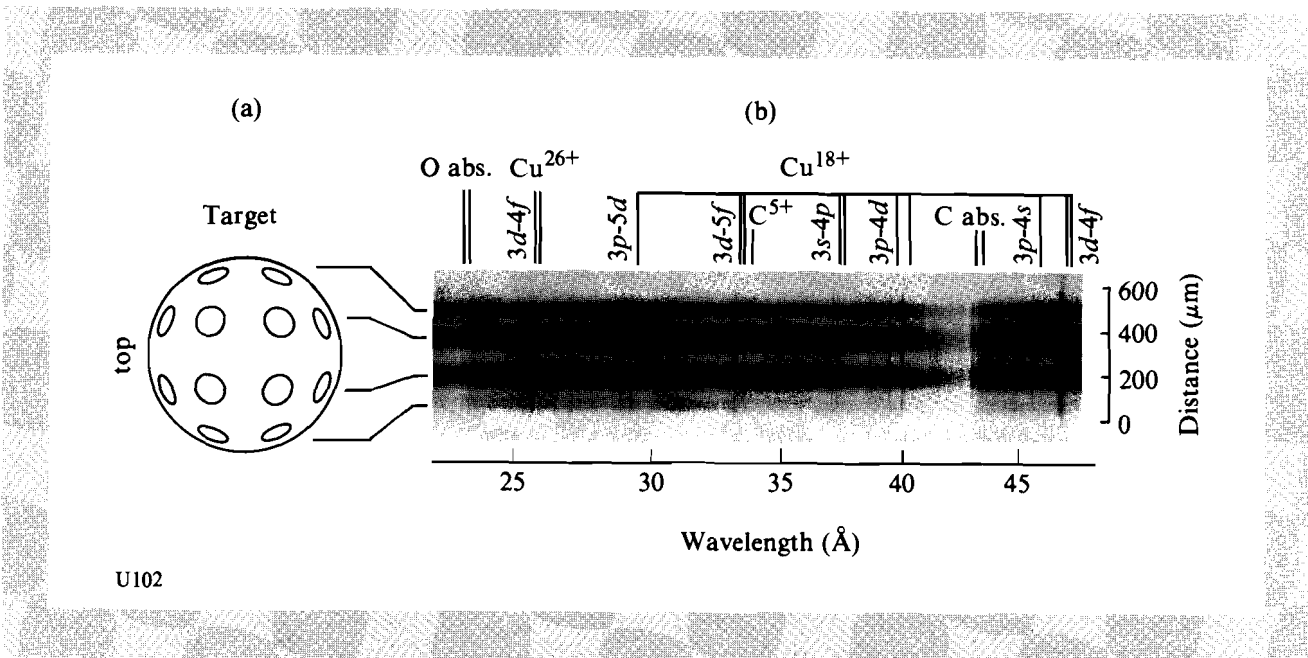 (a)
(b)
O abs. Cu26+
Cu18+
Target
top
3d-4f
3p-5d
3d-5f
C5+
3s-4p
3p-4d
C abs.
3p-4s
3d-4f
600
400
200
0
Distance (μm)
25 30 35 40 45
Wavelength (Å)
U102